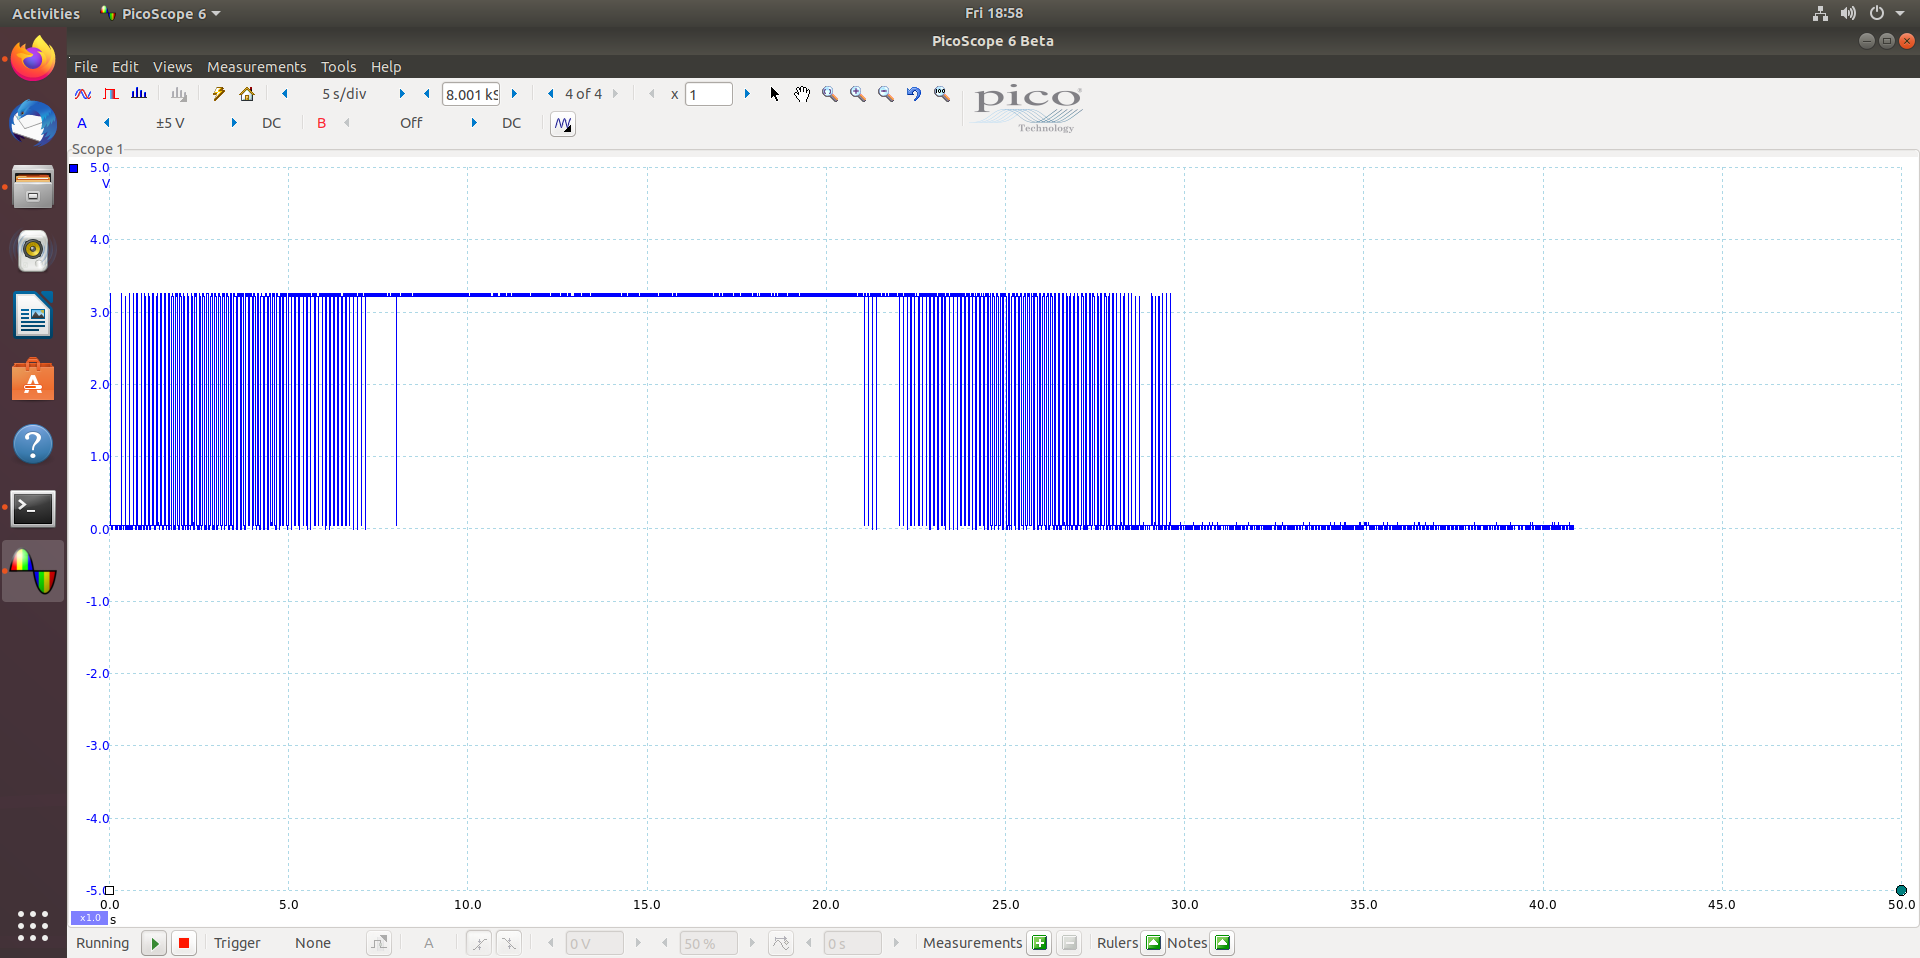 Activities PicoScope 6 Fri 18:58
PicoScope 6 Beta
File Edit Views Measurements Tools Help
5 s/div 8.001 kS 4 of 4 x 1
pico
Technology
A ±5 V DC B Off DC
Scope 1
5.0
V
4.0
3.0
2.0
1.0
0.0
-1.0
-2.0
-3.0
-4.0
-5.0
0.0 5.0 10.0 15.0 20.0 25.0 30.0 35.0 40.0 45.0 50.0
x1.0 s
Running Trigger None A 0 V 50 % 0 s Measurements Rulers Notes